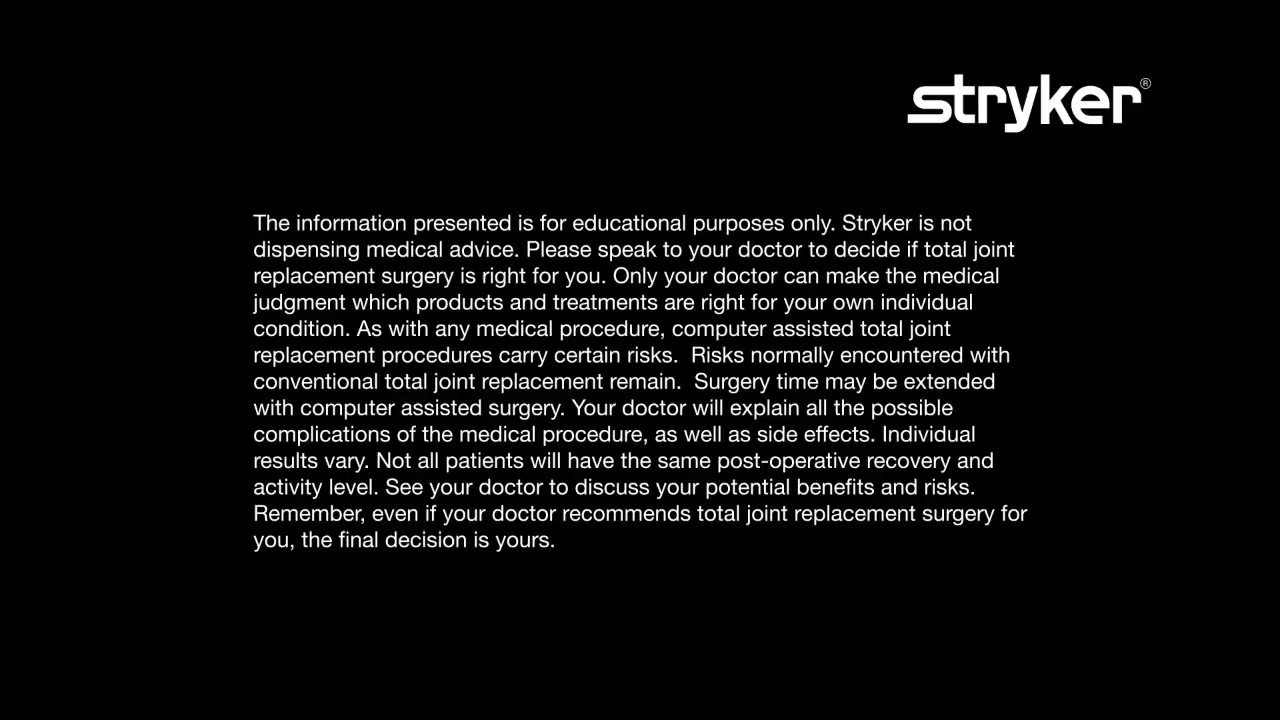 stryker®
The information presented is for educational purposes only. Stryker is not
dispensing medical advice. Please speak to your doctor to decide if total joint
replacement surgery is right for you. Only your doctor can make the medical
judgment which products and treatments are right for your own individual
condition. As with any medical procedure, computer assisted total joint
replacement procedures carry certain risks.  Risks normally encountered with
conventional total joint replacement remain.  Surgery time may be extended
with computer assisted surgery. Your doctor will explain all the possible
complications of the medical procedure, as well as side effects. Individual
results vary. Not all patients will have the same post-operative recovery and
activity level. See your doctor to discuss your potential benefits and risks.
Remember, even if your doctor recommends total joint replacement surgery for
you, the final decision is yours.